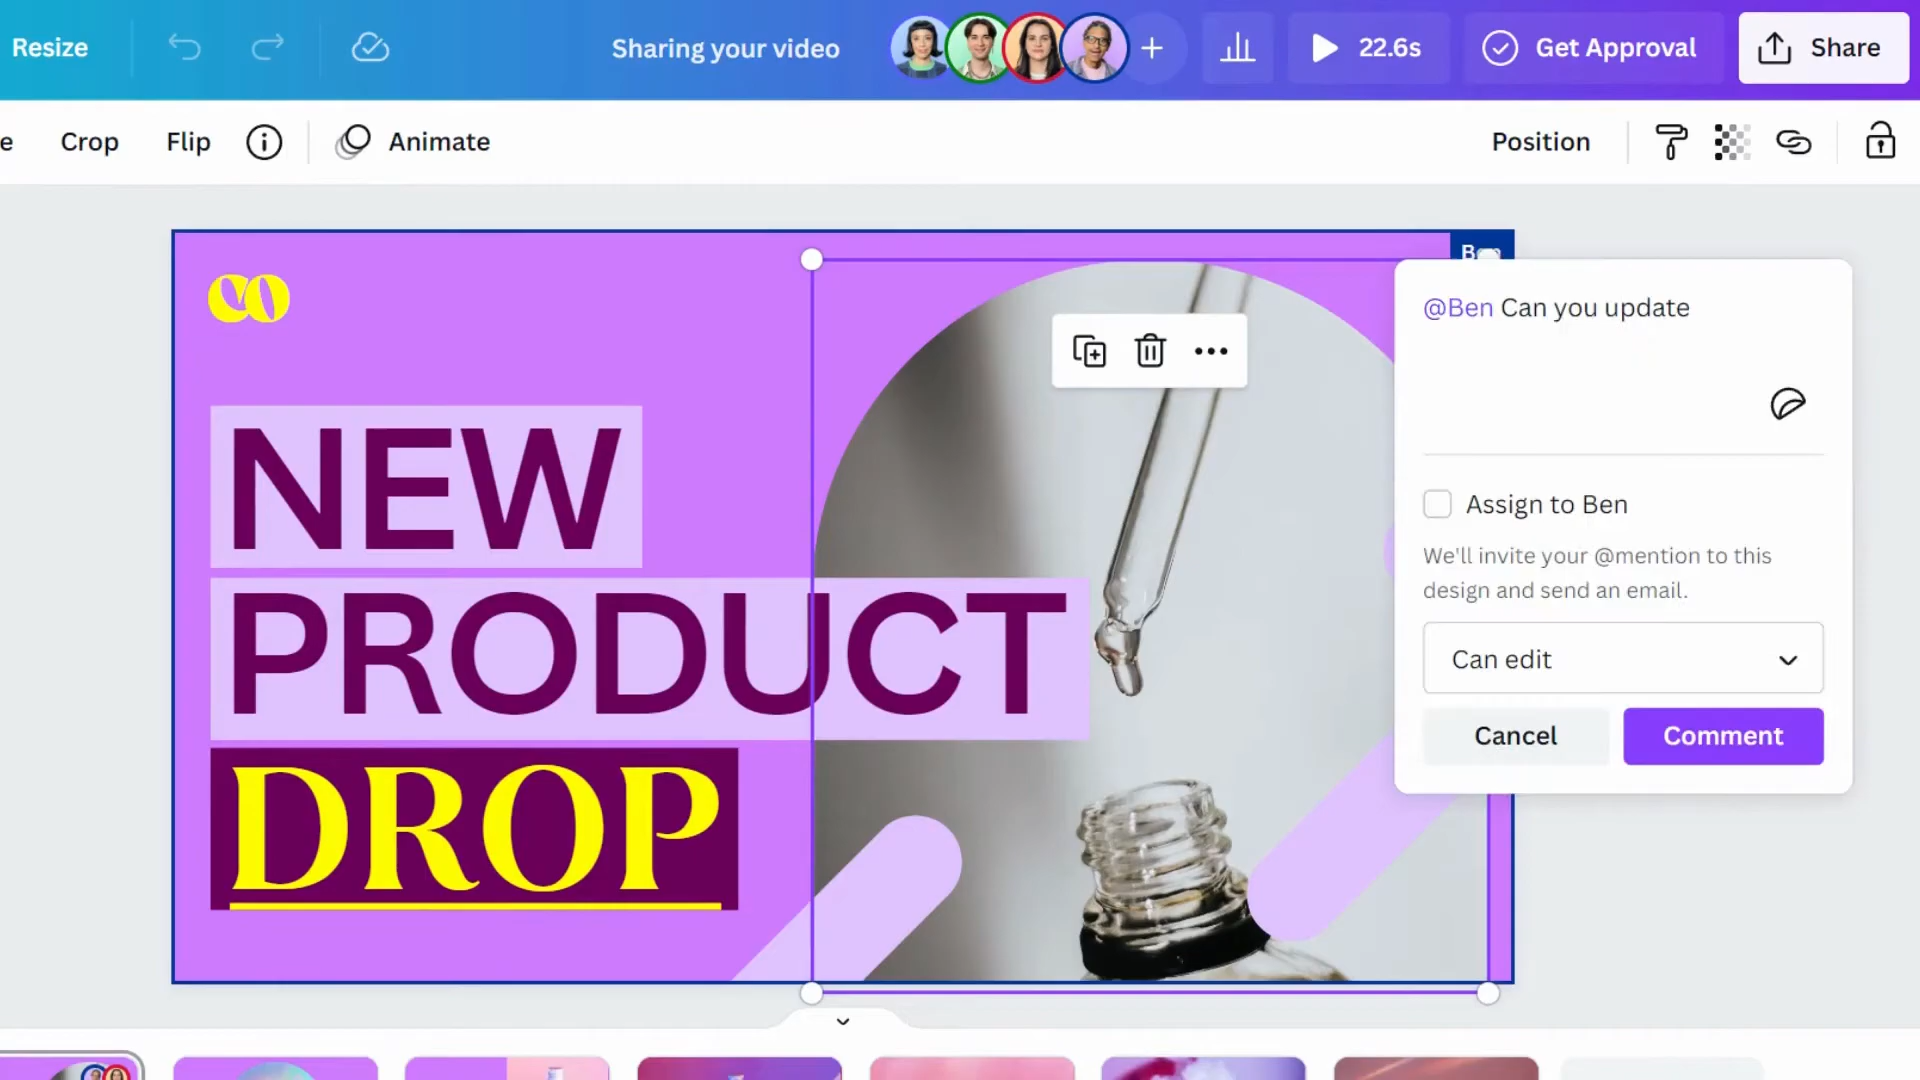 Resize
Sharing your video
22.6s
Get Approval
Share
e
Crop
Flip
Animate
Position
CO
NEW
PRODUCT
DROP
@Ben Can you update
Assign to Ben
We'll invite your @mention to this
design and send an email.
Can edit
Cancel
Comment